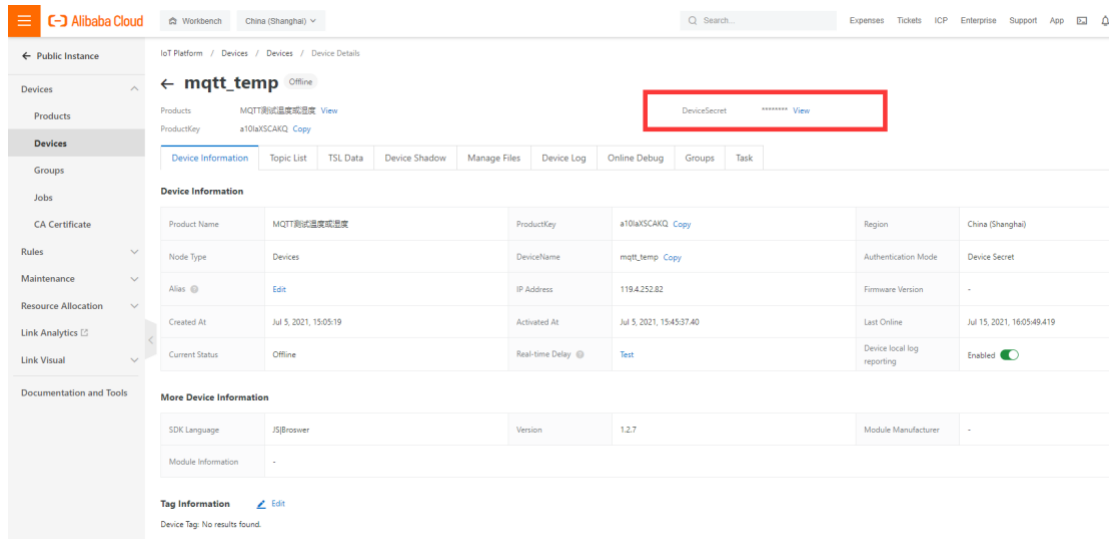 Alibaba Cloud Workbench China (Shanghai) Search... Expenses Tickets ICP Enterprise Support App
Public Instance
IoT Platform / Devices / Devices / Device Details
mqtt_temp Offline
Devices
Products
Devices
Groups
Jobs
CA Certificate
Rules
Maintenance
Resource Allocation
Link Analytics
Link Visual
Documentation and Tools
Products MQTT测试温度或湿度 View
DeviceSecret ******** View
ProductKey a10IaXSCAKQ Copy
Device Information Topic List TSL Data Device Shadow Manage Files Device Log Online Debug Groups Task
Device Information
Product Name MQTT测试温度或湿度 ProductKey a10IaXSCAKQ Copy Region China (Shanghai)
Node Type Devices DeviceName mqtt_temp Copy Authentication Mode Device Secret
Alias Edit IP Address 119.4.252.82 Firmware Version -
Created At Jul 5, 2021, 15:05:19 Activated At Jul 5, 2021, 15:45:37.40 Last Online Jul 15, 2021, 16:05:49.419
Current Status Offline Real-time Delay Test Device local log reporting Enabled
More Device Information
SDK Language JS|Broswer Version 1.2.7 Module Manufacturer -
Module Information -
Tag Information Edit
Device Tag: No results found.